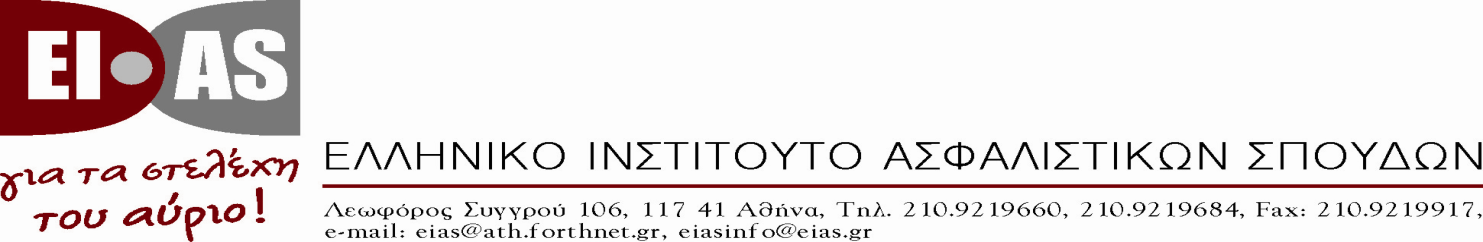 EI AS
για τα στελέχη
του αύριο!
ΕΛΛΗΝΙΚΟ ΙΝΣΤΙΤΟΥΤΟ ΑΣΦΑΛΙΣΤΙΚΩΝ ΣΠΟΥΔΩΝ
Λεωφόρος Συγγρού 106, 117 41 Αθήνα, Τηλ. 210.9219660, 210.9219684, Fax: 210.9219917,
e-mail: eias@ath.forthnet.gr, eiasinfo@eias.gr